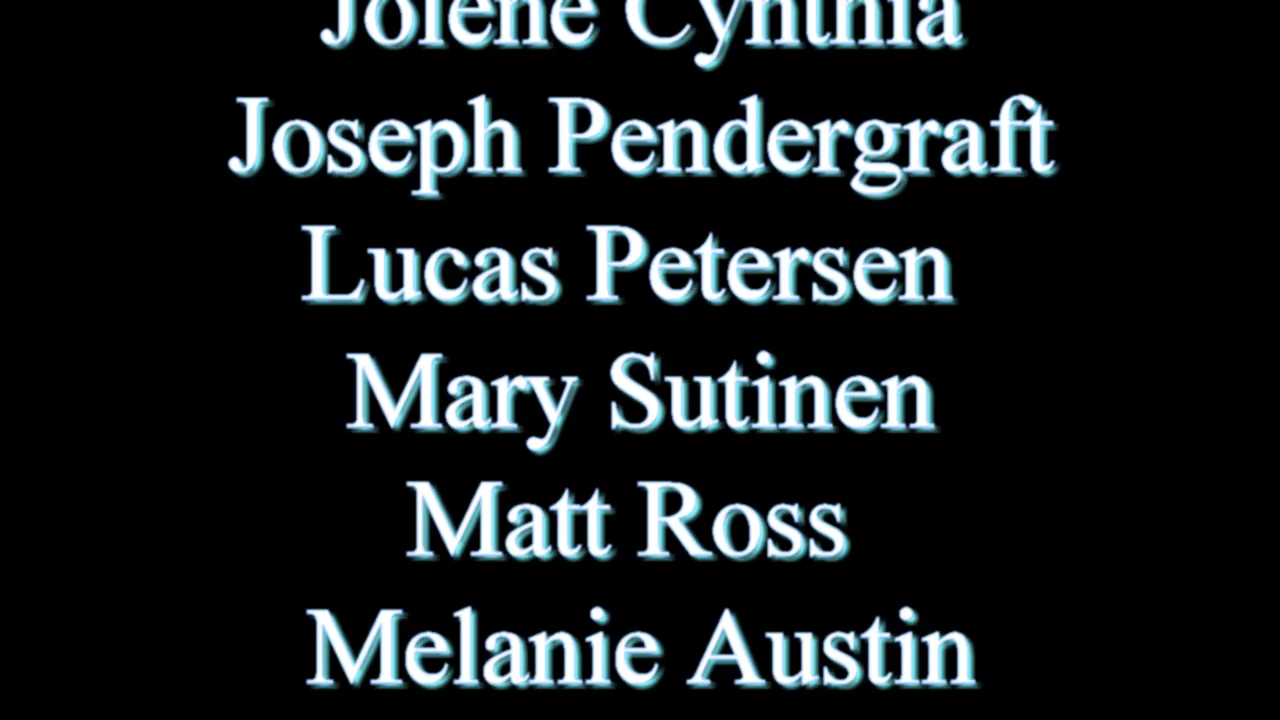 Jolene Cynthia
Joseph Pendergraft
Lucas Petersen
Mary Sutinen
Matt Ross
Melanie Austin